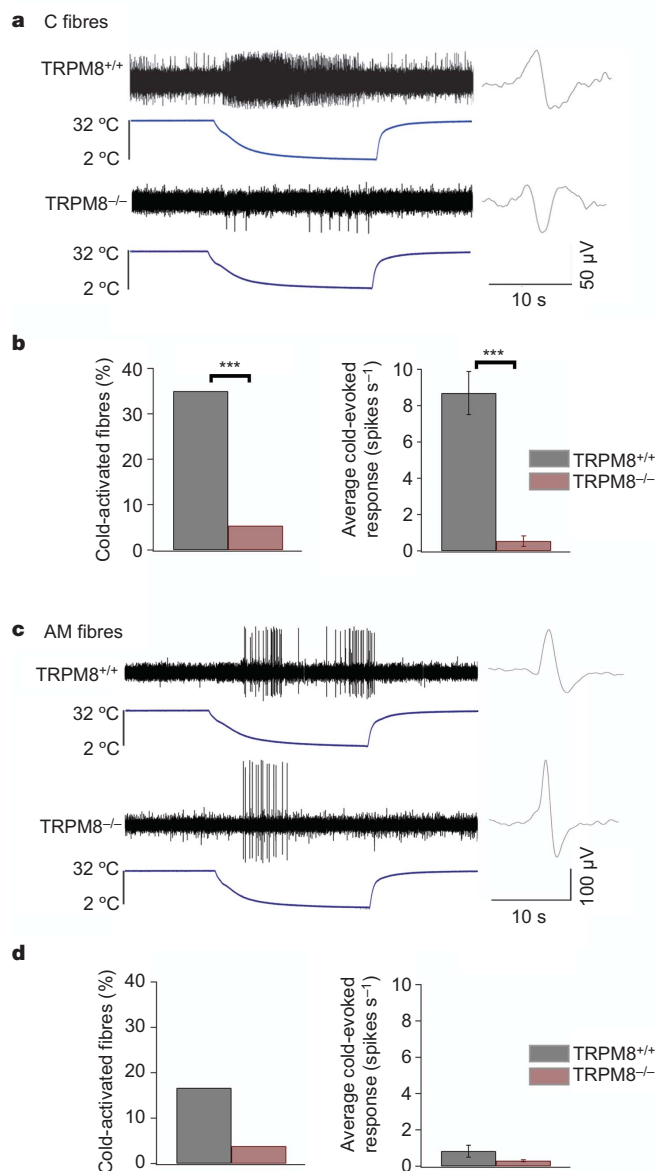 a C fibres
TRPM8+/+
32 ºC
2 ºC
TRPM8–/–
32 ºC
2 ºC
50 µV
10 s
b
Cold-activated fibres (%)
40
30
20
10
0
***
Average cold-evoked
response (spikes s–1)
10
8
6
4
2
0
***
TRPM8+/+
TRPM8–/–
c AM fibres
TRPM8+/+
32 ºC
2 ºC
TRPM8–/–
32 ºC
2 ºC
100 µV
10 s
d
Cold-activated fibres (%)
40
30
20
10
0
Average cold-evoked
response (spikes s–1)
10
8
6
4
2
0
TRPM8+/+
TRPM8–/–